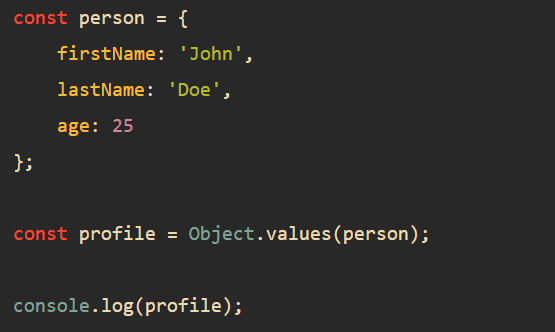 const person = {
    firstName: 'John',
    lastName: 'Doe',
    age: 25
};
const profile = Object.values(person);
console.log(profile);